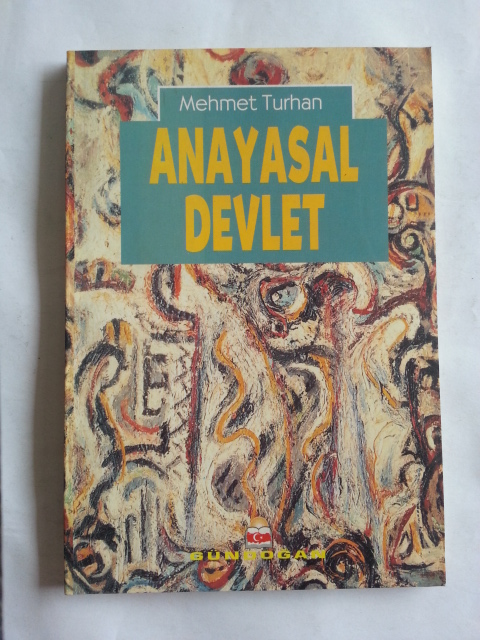 Mehmet Turhan
ANAYASAL
DEVLET
GÜNDOĞAN